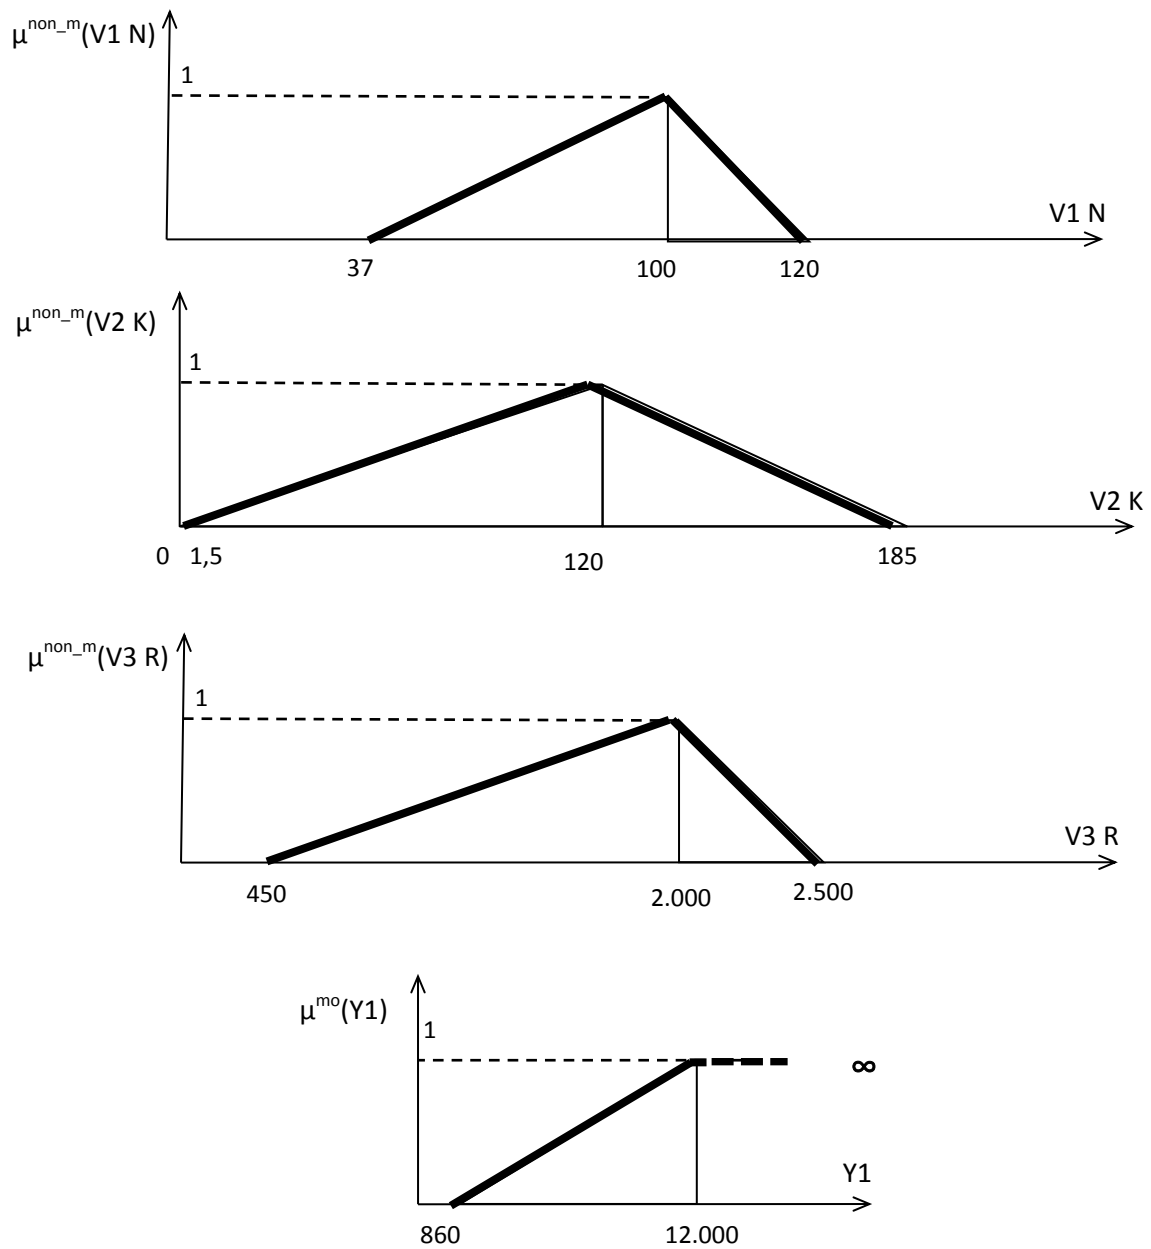 μnon_m(V1 N)
1
V1 N
37 100 120
μnon_m(V2 K)
1
V2 K
0 1,5 120 185
μnon_m(V3 R)
1
V3 R
450 2.000 2.500
μmo(Y1)
1
∞
Y1
860 12.000